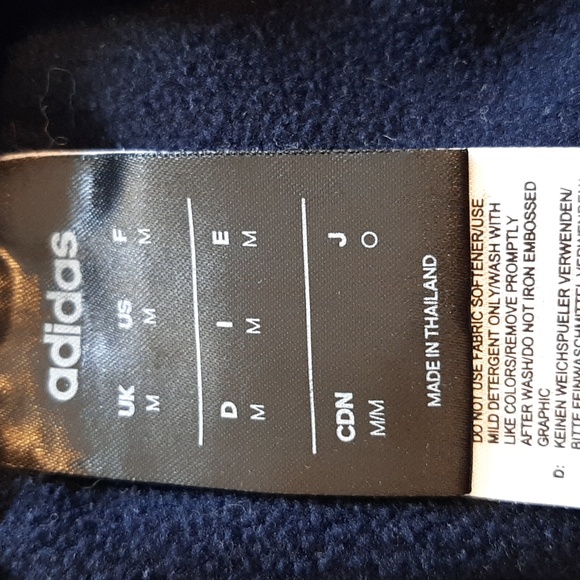 adidas
UK US F
M M M
D I E
M M M
CDN J
M/M O
MADE IN THAILAND
DO NOT USE FABRIC SOFTENER/USE
MILD DETERGENT ONLY/WASH WITH
LIKE COLORS/REMOVE PROMPTLY
AFTER WASH/DO NOT IRON EMBOSSED
GRAPHIC
D: KEINEN WEICHSPUELER VERWENDEN/